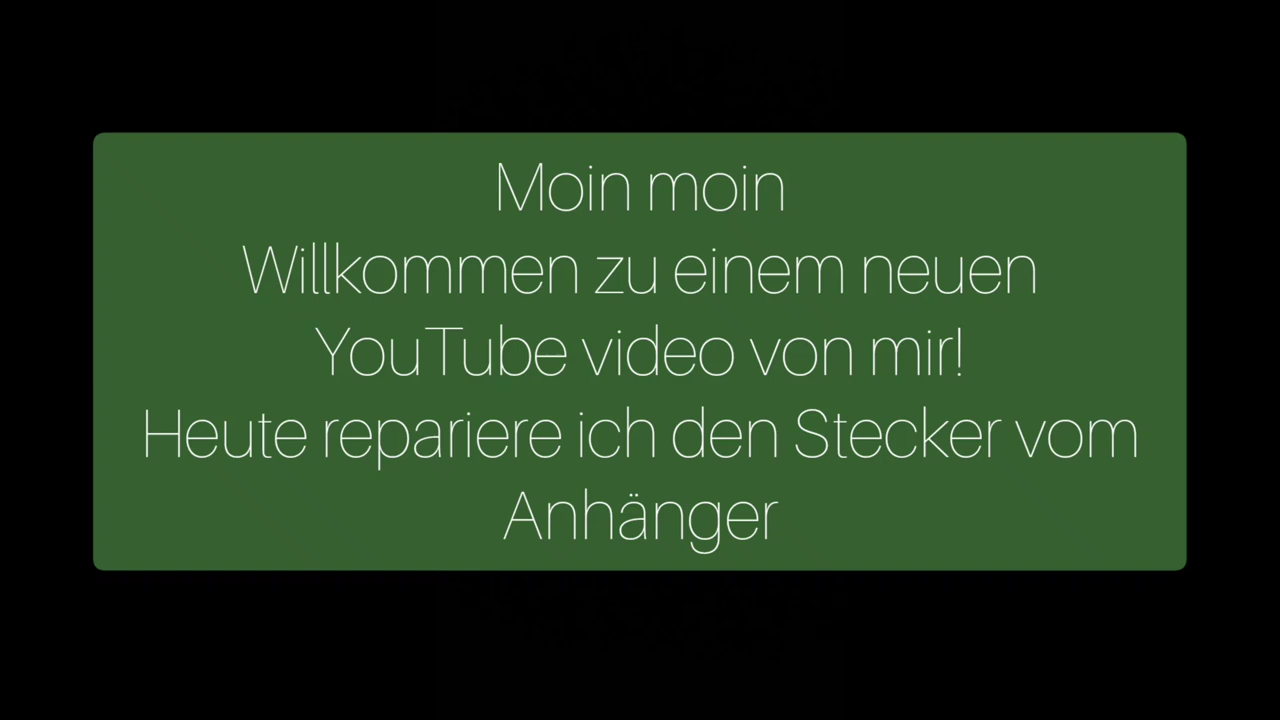 Moin moin
Willkommen zu einem neuen
YouTube video von mir!
Heute repariere ich den Stecker vom
Anhänger